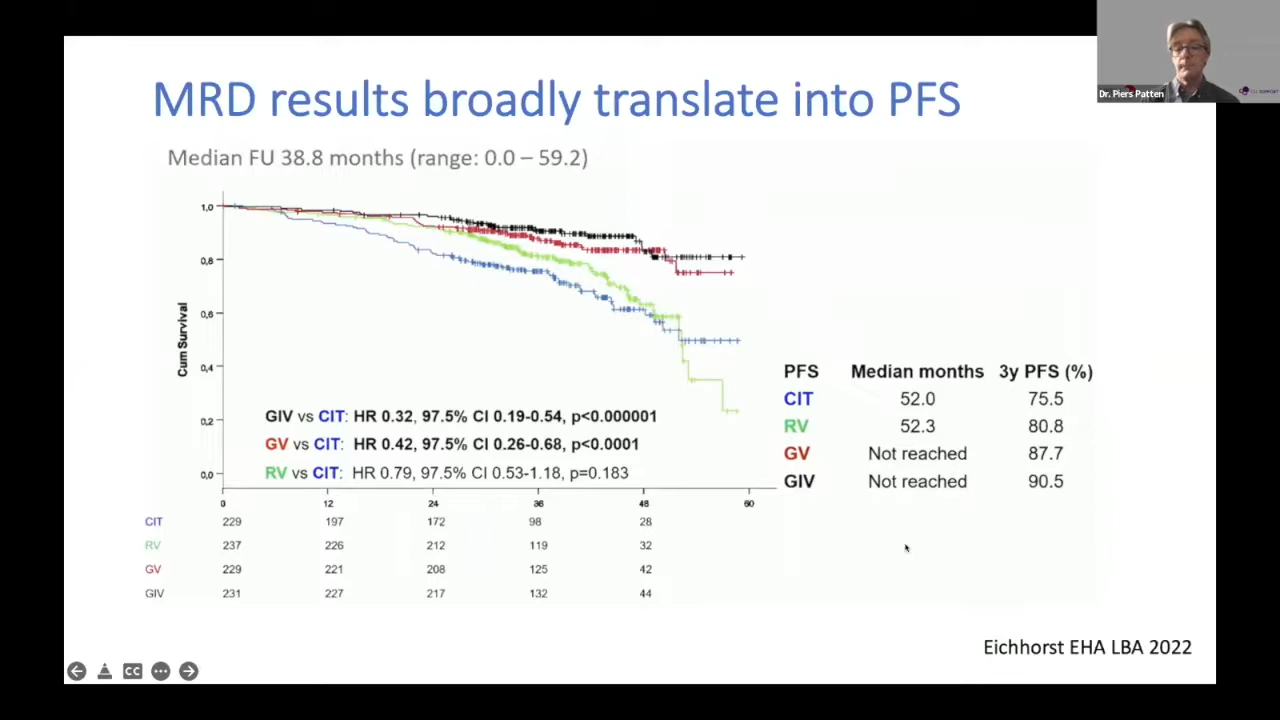 Dr. Piers Patten
MRD results broadly translate into PFS
Median FU 38.8 months (range: 0.0 – 59.2)
1,0
0,8
0,6
0,4
0,2
0,0
Cum Survival
GIV vs CIT: HR 0.32, 97.5% CI 0.19-0.54, p<0.000001
GV vs CIT: HR 0.42, 97.5% CI 0.26-0.68, p<0.0001
RV vs CIT: HR 0.79, 97.5% CI 0.53-1.18, p=0.183
0 12 24 36 48 60
CIT 229 197 172 98 28
RV 237 226 212 119 32
GV 229 221 208 125 42
GIV 231 227 217 132 44
PFS Median months 3y PFS (%)
CIT 52.0 75.5
RV 52.3 80.8
GV Not reached 87.7
GIV Not reached 90.5
Eichhorst EHA LBA 2022
CC